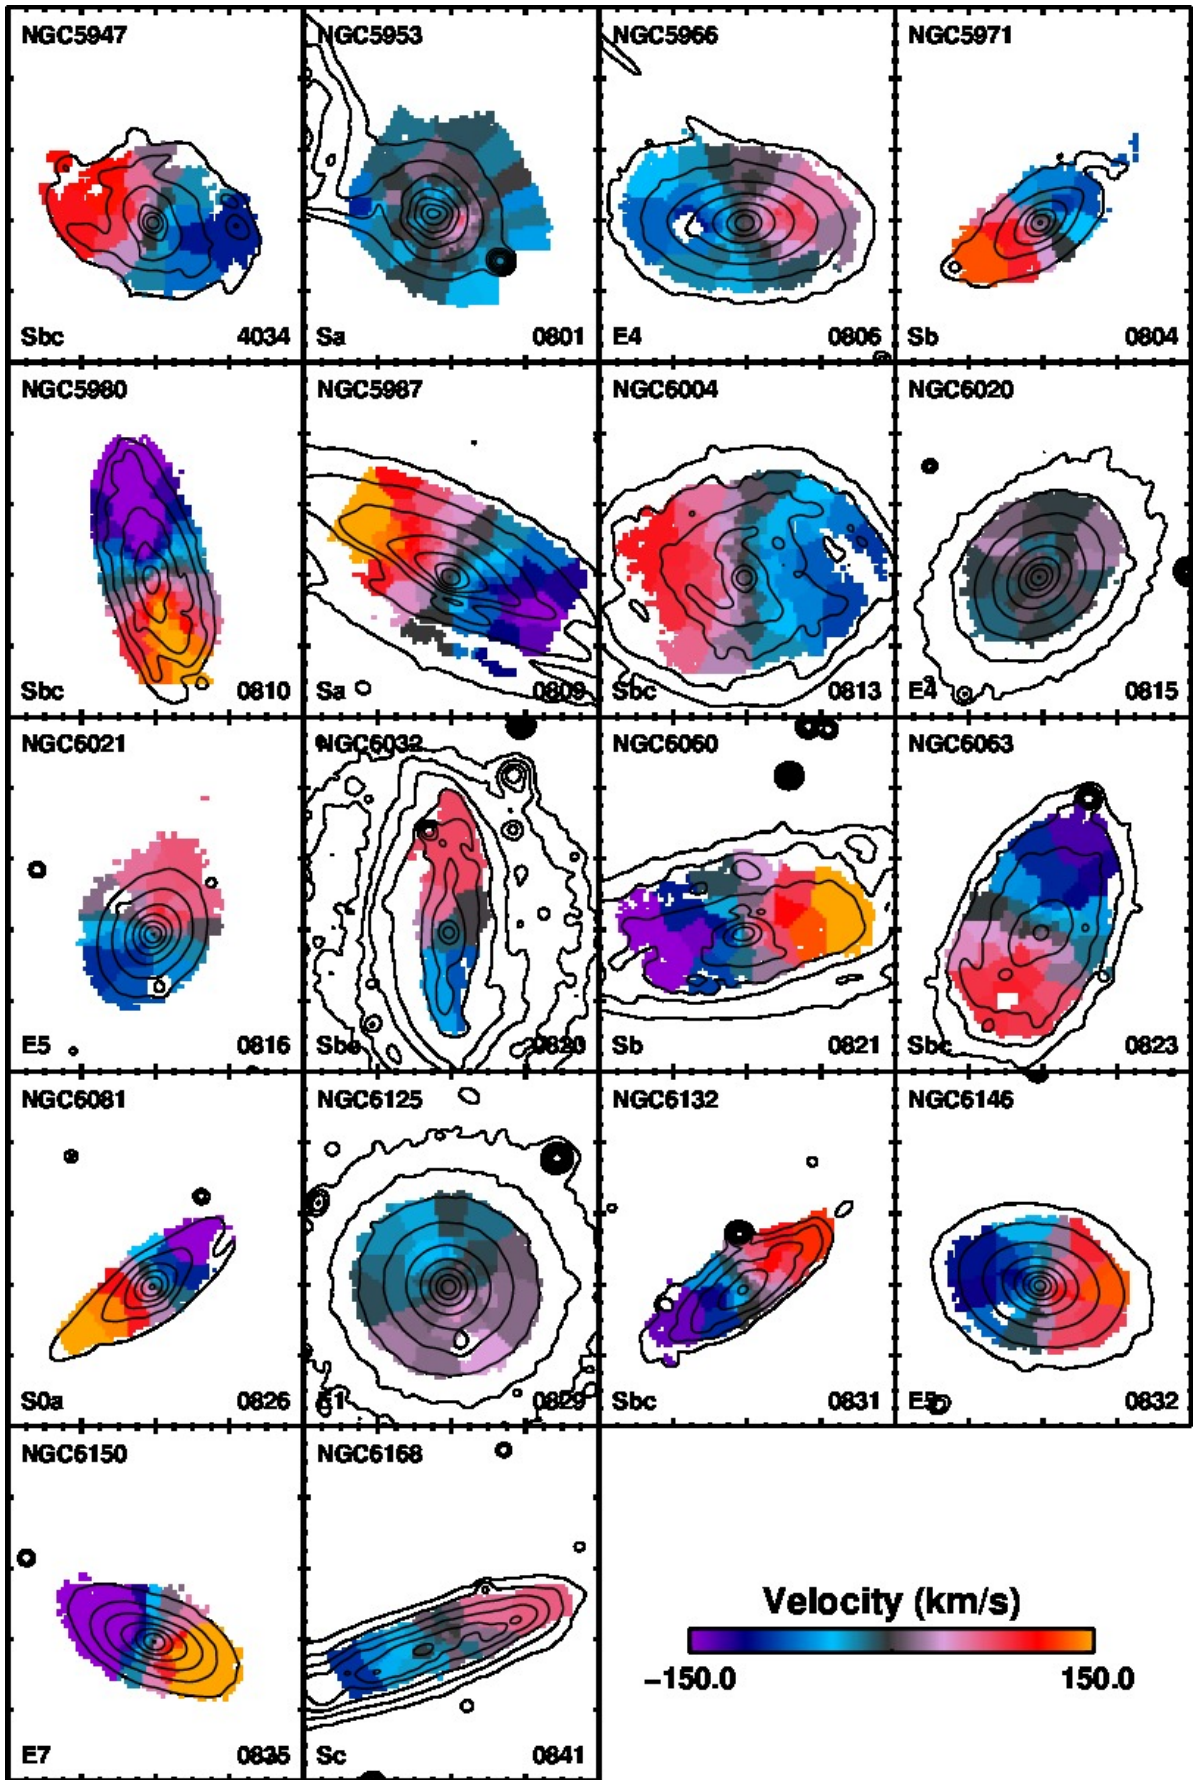 NGC5947 NGC5953 NGC5966 NGC5971
Sbc 4034 Sa 0801 E4 0806 Sb 0804
NGC5980 NGC5987 NGC6004 NGC6020
Sbc 0810 Sa 0809 Sbc 0813 E4 0815
NGC6021 NGC6032 NGC6060 NGC6063
E5 0816 Sbc 0820 Sb 0821 Sbc 0823
NGC6081 NGC6125 NGC6132 NGC6146
S0a 0826 E1 0829 Sbc 0831 E5 0832
NGC6150 NGC6168
E7 0835 Sc 0841
Velocity (km/s)
−150.0 150.0